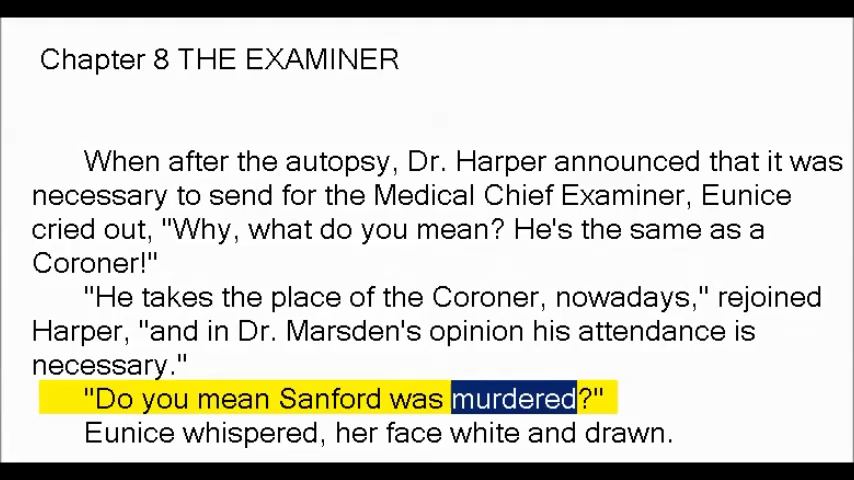 Chapter 8 THE EXAMINER
When after the autopsy, Dr. Harper announced that it was
necessary to send for the Medical Chief Examiner, Eunice
cried out, "Why, what do you mean? He's the same as a
Coroner!"
"He takes the place of the Coroner, nowadays," rejoined
Harper, "and in Dr. Marsden's opinion his attendance is
necessary."
"Do you mean Sanford was murdered?"
Eunice whispered, her face white and drawn.